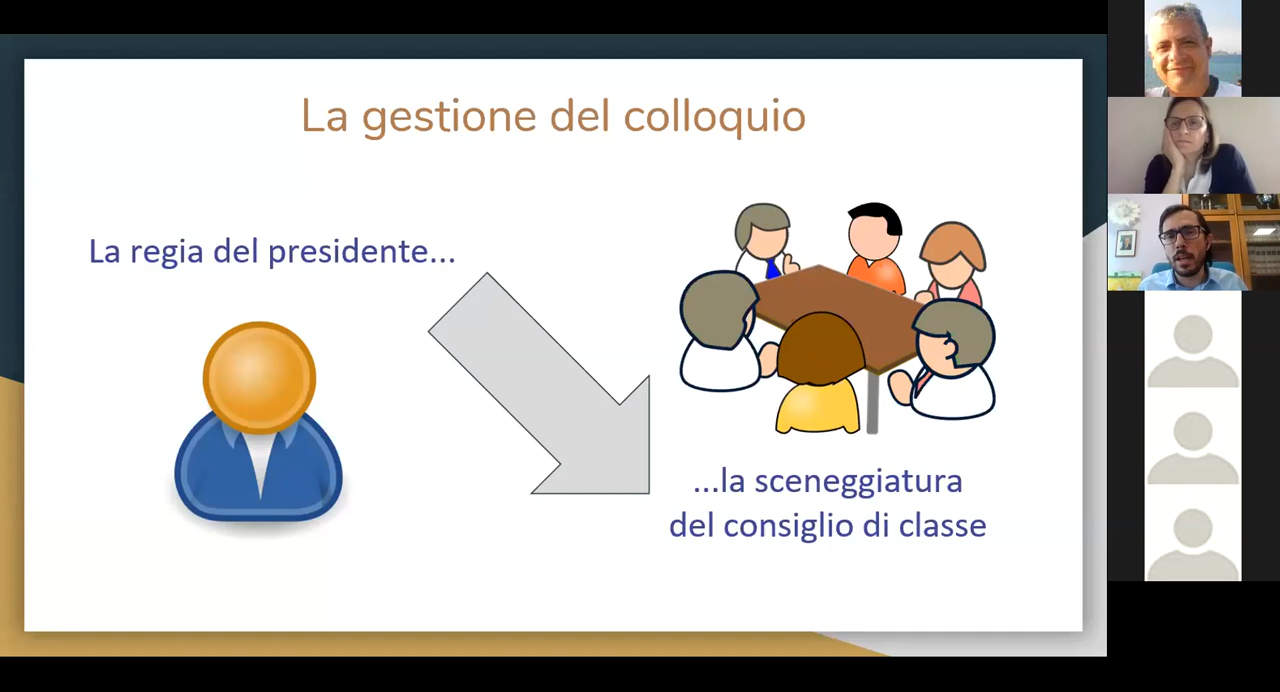 La gestione del colloquio
La regia del presidente...
...la sceneggiatura
del consiglio di classe